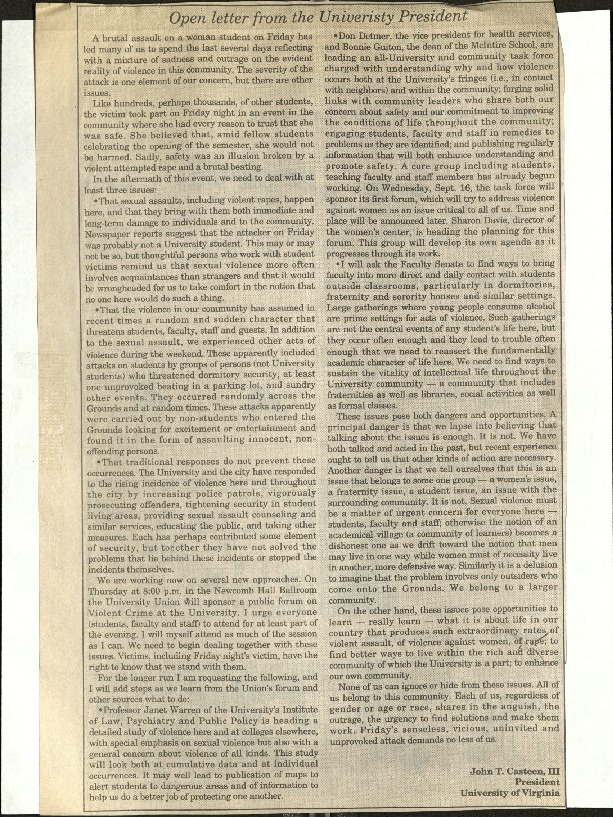 Open letter from the Univeristy President
A brutal assault on a woman student on Friday has
led many of us to spend the last several days reflecting
with a mixture of sadness and outrage on the evident
reality of violence in this community. The severity of the
attack is one element of our concern, but there are other
issues.
Like hundreds, perhaps thousands, of other students,
the victim took part on Friday night in an event in the
community where she had every reason to trust that she
was safe. She believed that, amid fellow students
celebrating the opening of the semester, she would not
be harmed. Sadly, safety was an illusion broken by a
violent attempted rape and a brutal beating.
In the aftermath of this event, we need to deal with at
least three issues:
•That sexual assaults, including violent rapes, happen
here, and that they bring with them both immediate and
long-term damage to individuals and to the community.
Newspaper reports suggest that the attacker on Friday
was probably not a University student. This may or may
not be so, but thoughtful persons who work with student
victims remind us that sexual violence more often
involves acquaintances than strangers and that it would
be wrongheaded for us to take comfort in the notion that
no one here would do such a thing.
•That the violence in our community has assumed in
recent times a random and sudden character that
threatens students, faculty, staff and guests. In addition
to the sexual assault, we experienced other acts of
violence during the weekend. These apparently included
attacks on students by groups of persons (not University
students) who threatened dormitory security, at least
one unprovoked beating in a parking lot, and sundry
other events. They occurred randomly across the
Grounds and at random times. These attacks apparently
were carried out by non-students who entered the
Grounds looking for excitement or entertainment and
found it in the form of assaulting innocent, non-
offending persons.
•That traditional responses do not prevent these
occurrences. The University and the city have responded
to the rising incidence of violence here and throughout
the city by increasing police patrols, vigorously
prosecuting offenders, tightening security in student
living areas, providing sexual assault counseling and
similar services, educating the public, and taking other
measures. Each has perhaps contributed some element
of security, but together they have not solved the
problems that lie behind these incidents or stopped the
incidents themselves.
We are working now on several new approaches. On
Thursday at 8:00 p.m. in the Newcomb Hall Ballroom
the University Union will sponsor a public forum on
Violent Crime at the University. I urge everyone
(students, faculty and staff) to attend for at least part of
the evening. I will myself attend as much of the session
as I can. We need to begin dealing together with these
issues. Victims, including Friday night's victim, have the
right to know that we stand with them.
For the longer run I am requesting the following, and
I will add steps as we learn from the Union's forum and
other sources what to do:
•Professor Janet Warren of the University's Institute
of Law, Psychiatry and Public Policy is heading a
detailed study of violence here and at colleges elsewhere,
with special emphasis on sexual violence but also with a
general concern about violence of all kinds. This study
will look both at cumulative data and at individual
occurrences. It may well lead to publication of maps to
alert students to dangerous areas and of information to
help us do a better job of protecting one another.
•Don Detmer, the vice president for health services,
and Bonnie Guiton, the dean of the McIntire School, are
leading an all-University and community task force
charged with understanding why and how violence
occurs both at the University's fringes (i.e., in contact
with neighbors) and within the community; forging solid
links with community leaders who share both our
concern about safety and our commitment to improving
the conditions of life throughout the community;
engaging students, faculty and staff in remedies to
problems as they are identified; and publishing regularly
information that will both enhance understanding and
promote safety. A core group including students,
teaching faculty and staff members has already begun
working. On Wednesday, Sept. 16, the task force will
sponsor its first forum, which will try to address violence
against women as an issue critical to all of us. Time and
place will be announced later. Sharon Davie, director of
the women's center, is heading the planning for this
forum. This group will develop its own agenda as it
progresses through its work.
•I will ask the Faculty Senate to find ways to bring
faculty into more direct and daily contact with students
outside classrooms, particularly in dormitories,
fraternity and sorority houses and similar settings.
Large gatherings where young people consume alcohol
are prime settings for acts of violence. Such gatherings
are not the central events of any student's life here, but
they occur often enough and they lead to trouble often
enough that we need to reassert the fundamentally
academic character of life here. We need to find ways to
sustain the vitality of intellectual life throughout the
University community — a community that includes
fraternities as well as libraries, social activities as well
as formal classes.
These issues pose both dangers and opportunities. A
principal danger is that we lapse into believing that
talking about the issues is enough. It is not. We have
both talked and acted in the past, but recent experience
ought to tell us that other kinds of action are necessary.
Another danger is that we tell ourselves that this is an
issue that belongs to some one group — a women's issue,
a fraternity issue, a student issue, an issue with the
surrounding community. It is not. Sexual violence must
be a matter of urgent concern for everyone here —
students, faculty and staff; otherwise the notion of an
academical village (a community of learners) becomes a
dishonest one as we drift toward the notion that men
may live in one way while women must of necessity live
in another, more defensive way. Similarly it is a delusion
to imagine that the problem involves only outsiders who
come onto the Grounds. We belong to a larger
community.
On the other hand, these issues pose opportunities to
learn — really learn — what it is about life in our
country that produces such extraordinary rates of
violent assault, of violence against women, of rape; to
find better ways to live within the rich and diverse
community of which the University is a part; to enhance
our own community.
None of us can ignore or hide from these issues. All of
us belong to this community. Each of us, regardless of
gender or age or race, shares in the anguish, the
outrage, the urgency to find solutions and make them
work. Friday's senseless, vicious, uninvited and
unprovoked attack demands no less of us.
John T. Casteen, III
President
University of Virginia